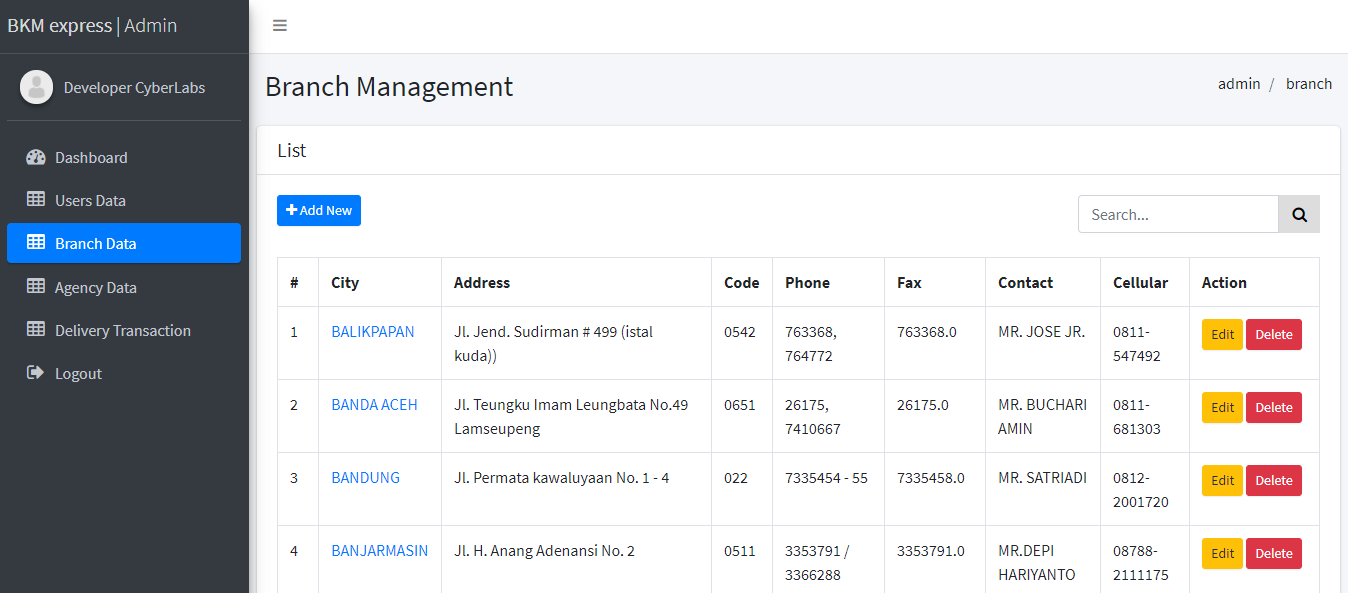 BKM express | Admin
Developer CyberLabs
Dashboard
Users Data
Branch Data
Agency Data
Delivery Transaction
Logout
Branch Management
admin / branch
List
Add New
Search...
# City Address Code Phone Fax Contact Cellular Action
1 BALIKPAPAN Jl. Jend. Sudirman # 499 (istal 0542 763368, 763368.0 MR. JOSE JR. 0811- Edit Delete
kuda)) 764772 547492
2 BANDA ACEH Jl. Teungku Imam Leungbata No.49 0651 26175, 26175.0 MR. BUCHARI 0811- Edit Delete
Lamseupeng 7410667 AMIN 681303
3 BANDUNG Jl. Permata kawaluyaan No. 1 - 4 022 7335454 - 55 7335458.0 MR. SATRIADI 0812- Edit Delete
2001720
4 BANJARMASIN Jl. H. Anang Adenansi No. 2 0511 3353791 / 3353791.0 MR.DEPI 08788- Edit Delete
3366288 HARIYANTO 2111175